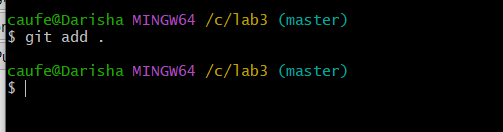 caufe@Darisha MINGW64 /c/lab3 (master)
$ git add .
caufe@Darisha MINGW64 /c/lab3 (master)
$